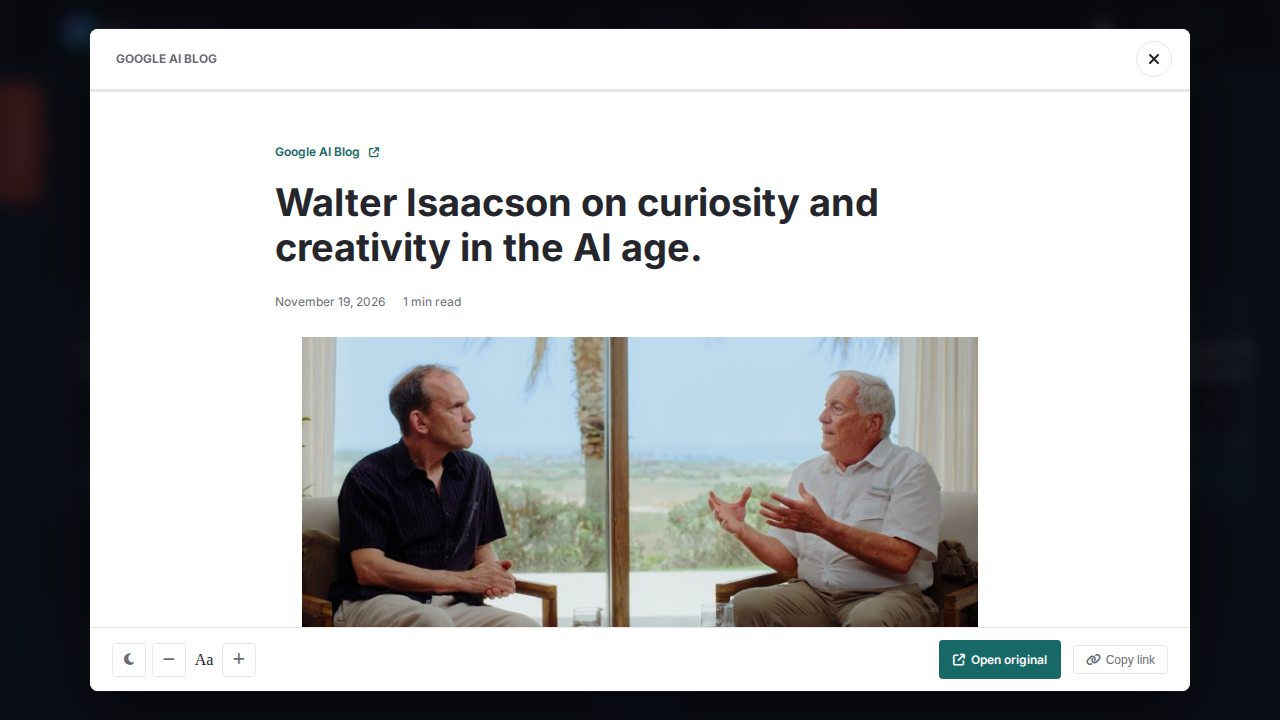 GOOGLE AI BLOG
Google AI Blog
Walter Isaacson on curiosity and
creativity in the AI age.
November 19, 2026 1 min read
Aa
Open original
Copy link